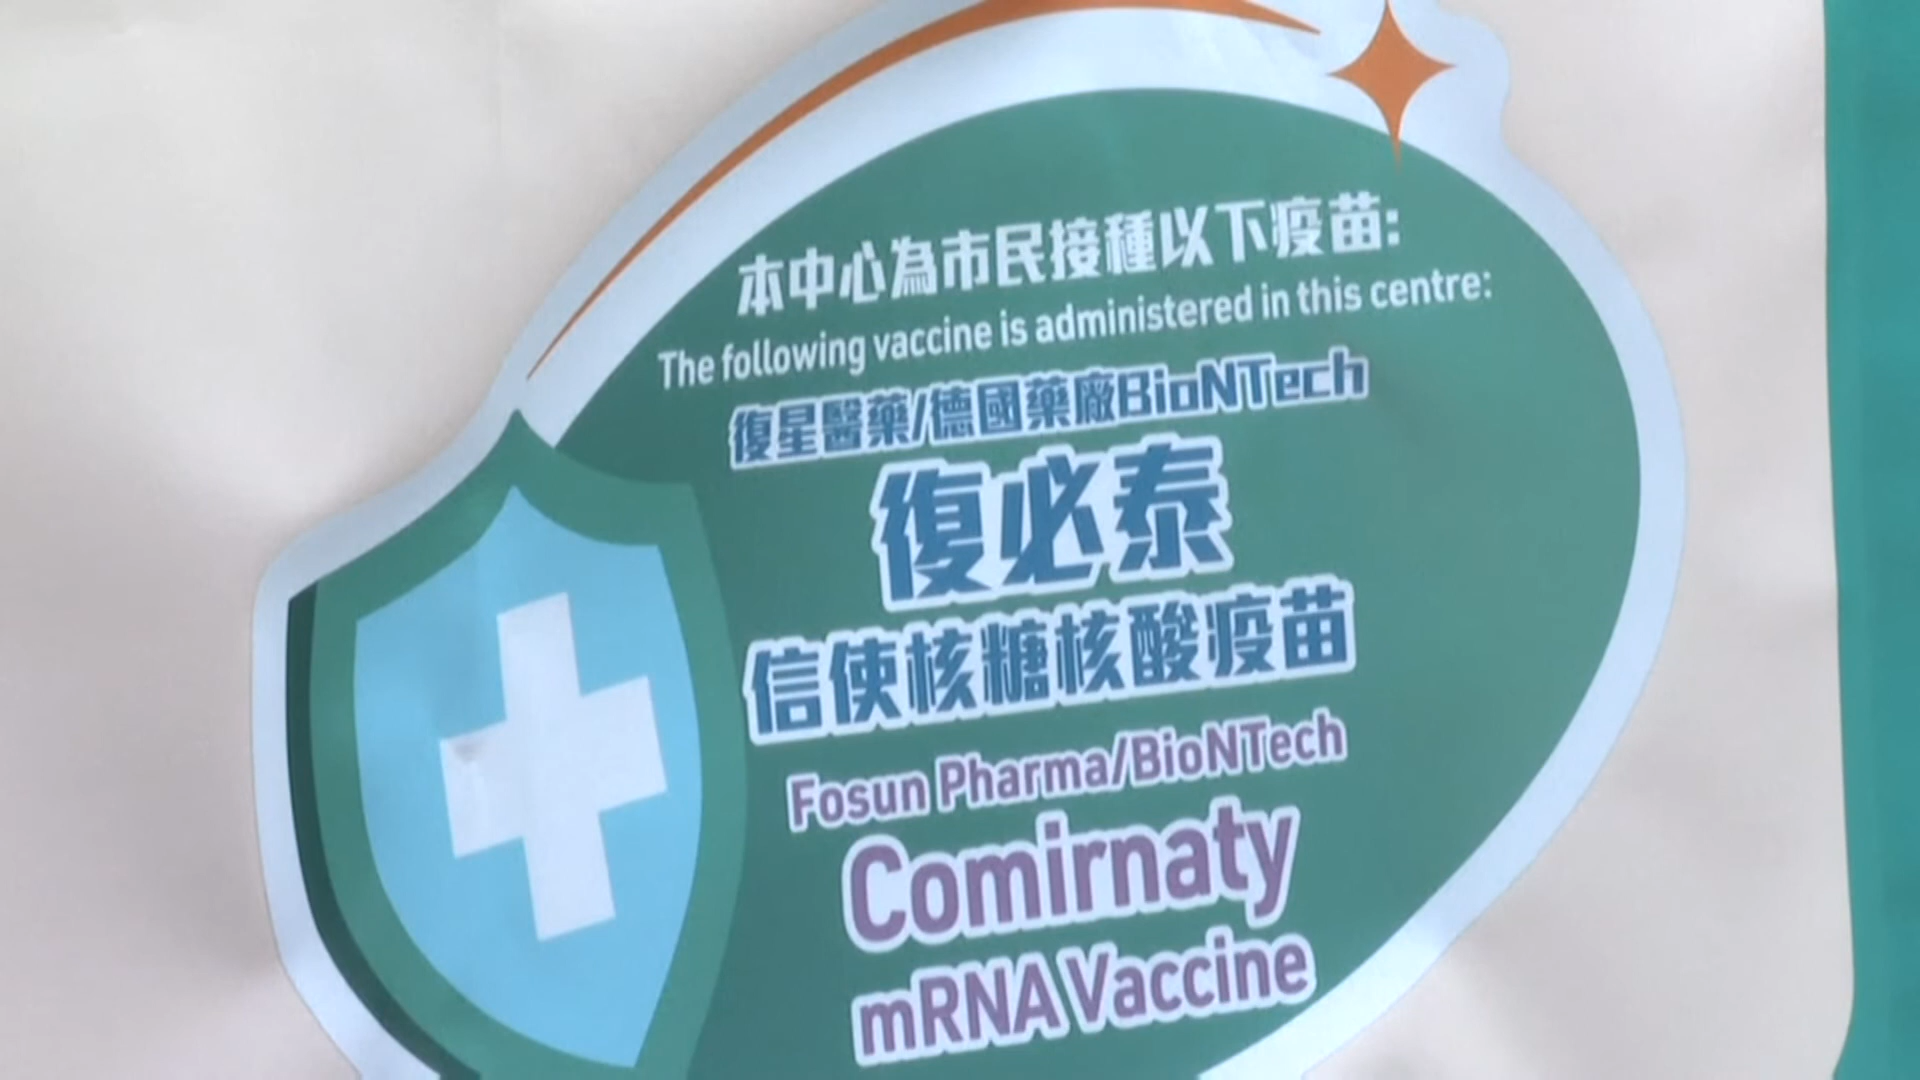 本中心為市民接種以下疫苗:
The following vaccine is administered in this centre:
復星醫藥/德國藥廠BioNTech
復必泰
信使核糖核酸疫苗
Fosun Pharma/BioNTech
Comirnaty
mRNA Vaccine